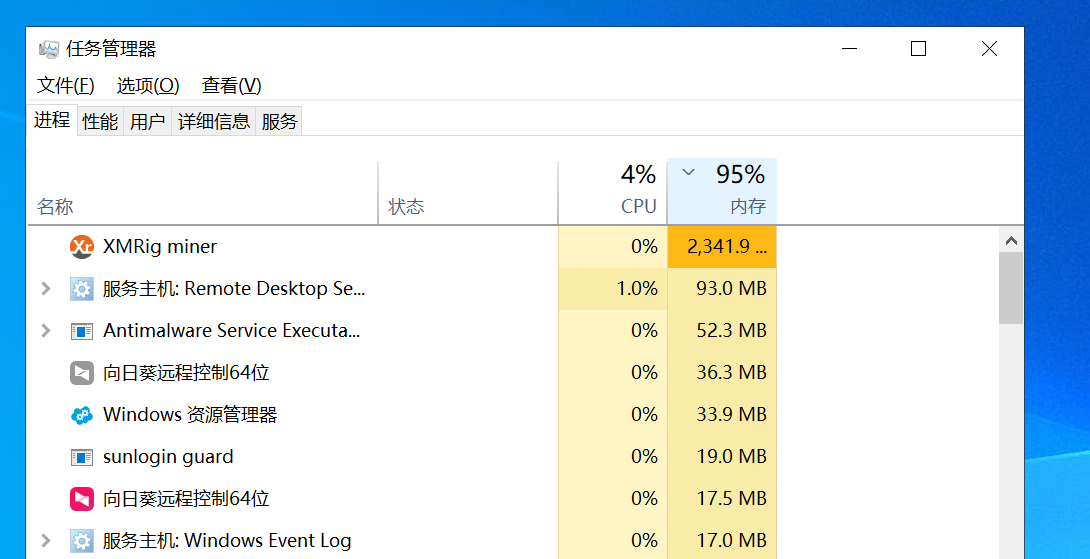 任务管理器
文件(F) 选项(O) 查看(V)
进程 性能 用户 详细信息 服务
4% 95%
名称 状态 CPU 内存
Xr XMRig miner 0% 2,341.9 ...
服务主机: Remote Desktop Se... 1.0% 93.0 MB
Antimalware Service Executa... 0% 52.3 MB
向日葵远程控制64位 0% 36.3 MB
Windows 资源管理器 0% 33.9 MB
sunlogin guard 0% 19.0 MB
向日葵远程控制64位 0% 17.5 MB
服务主机: Windows Event Log 0% 17.0 MB